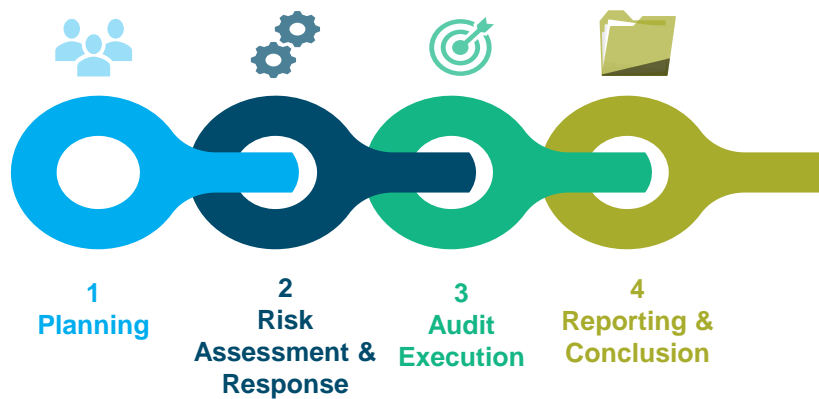 1
Planning
2
Risk
Assessment &
Response
3
Audit
Execution
4
Reporting &
Conclusion